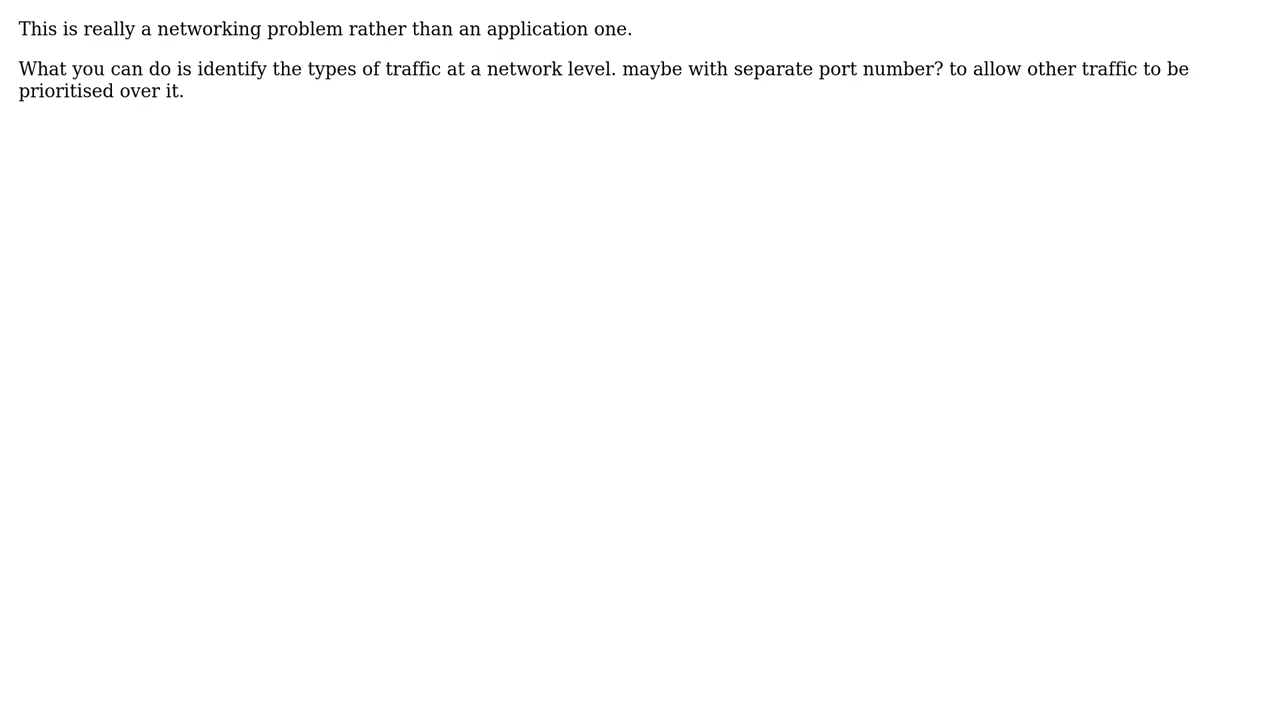 This is really a networking problem rather than an application one.
What you can do is identify the types of traffic at a network level. maybe with separate port number? to allow other traffic to be
prioritised over it.